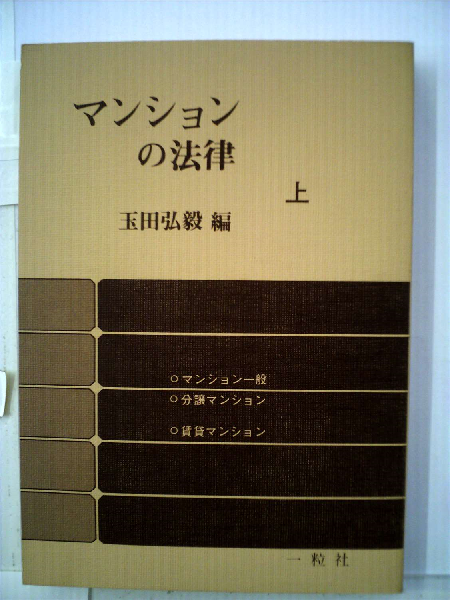 マンション
の法律
上
玉田弘毅 編
○マンション一般
○分譲マンション
○賃貸マンション
一粒社